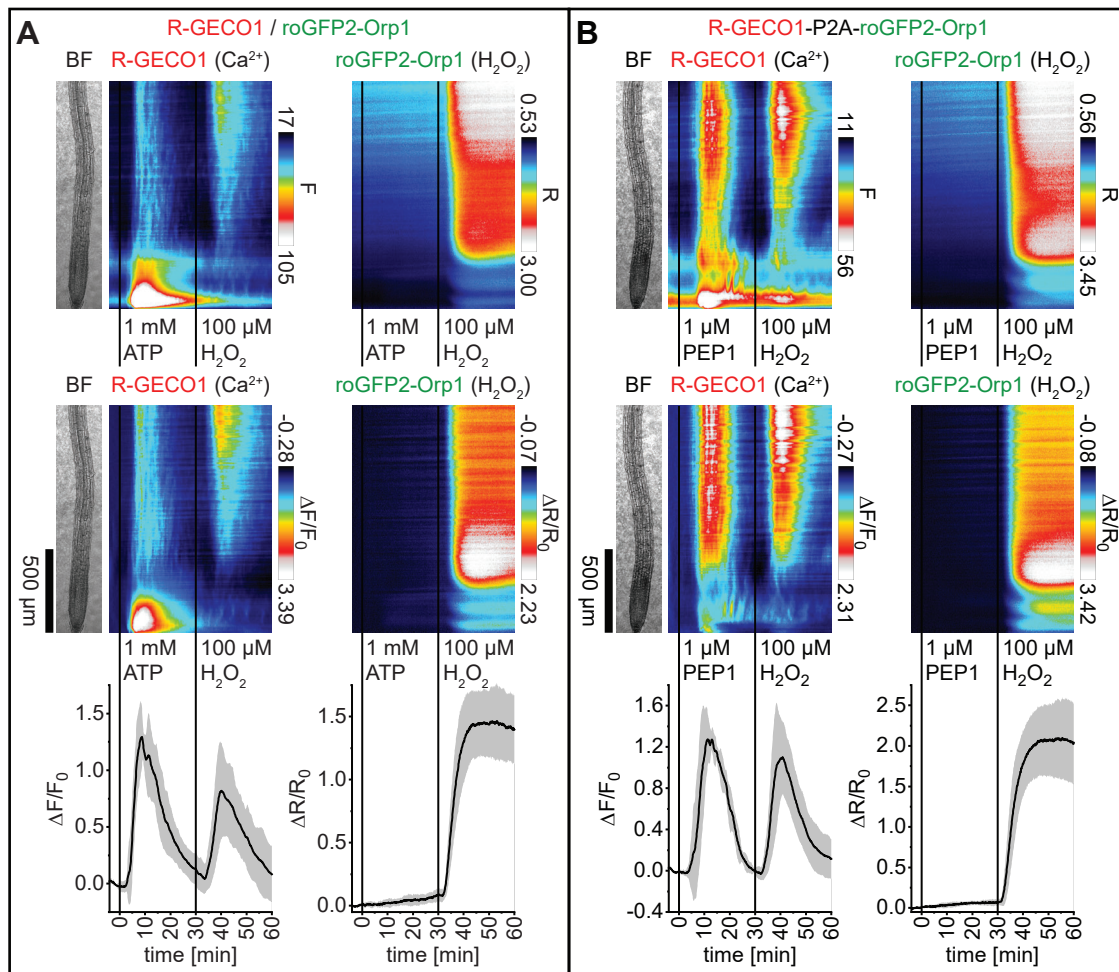 A
R-GECO1 / roGFP2-Orp1
BF R-GECO1 (Ca²⁺) roGFP2-Orp1 (H₂O₂)
17 F 105
0.53 R 3.00
1 mM ATP 100 µM H₂O₂
1 mM ATP 100 µM H₂O₂
BF R-GECO1 (Ca²⁺) roGFP2-Orp1 (H₂O₂)
500 µm
-0.28 ΔF/F₀ 3.39
-0.07 ΔR/R₀ 2.23
1 mM ATP 100 µM H₂O₂
1 mM ATP 100 µM H₂O₂
ΔF/F₀
1.5
1.0
0.5
0.0
0 10 20 30 40 50 60
time [min]
ΔR/R₀
1.5
1.0
0.5
0.0
0 10 20 30 40 50 60
time [min]
B
R-GECO1-P2A-roGFP2-Orp1
BF R-GECO1 (Ca²⁺) roGFP2-Orp1 (H₂O₂)
11 F 56
0.56 R 3.45
1 µM PEP1 100 µM H₂O₂
1 µM PEP1 100 µM H₂O₂
BF R-GECO1 (Ca²⁺) roGFP2-Orp1 (H₂O₂)
500 µm
-0.27 ΔF/F₀ 2.31
-0.08 ΔR/R₀ 3.42
1 µM PEP1 100 µM H₂O₂
1 µM PEP1 100 µM H₂O₂
ΔF/F₀
1.6
1.2
0.8
0.4
0.0
-0.4
0 10 20 30 40 50 60
time [min]
ΔR/R₀
2.5
2.0
1.5
1.0
0.5
0.0
0 10 20 30 40 50 60
time [min]